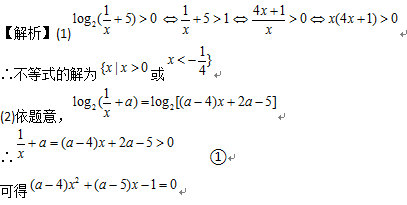 【解析】(1) log₂(1/x+5)>0 ⇔ 1/x+5>1 ⇔ (4x+1)/x>0 ⇔ x(4x+1)>0↵
∴不等式的解为{x|x>0或x<-1/4}↵
(2)依题意，log₂(1/x+a)=log₂[(a-4)x+2a-5]↵
∴1/x+a=(a-4)x+2a-5>0 ①↵
可得(a-4)x²+(a-5)x-1=0↵